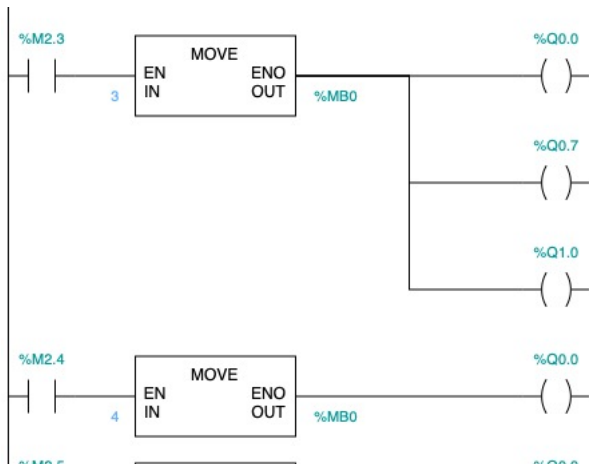 %M2.3 MOVE %Q0.0
EN ENO
3 IN OUT %MB0
%Q0.7
%Q1.0
%M2.4 MOVE %Q0.0
EN ENO
4 IN OUT %MB0